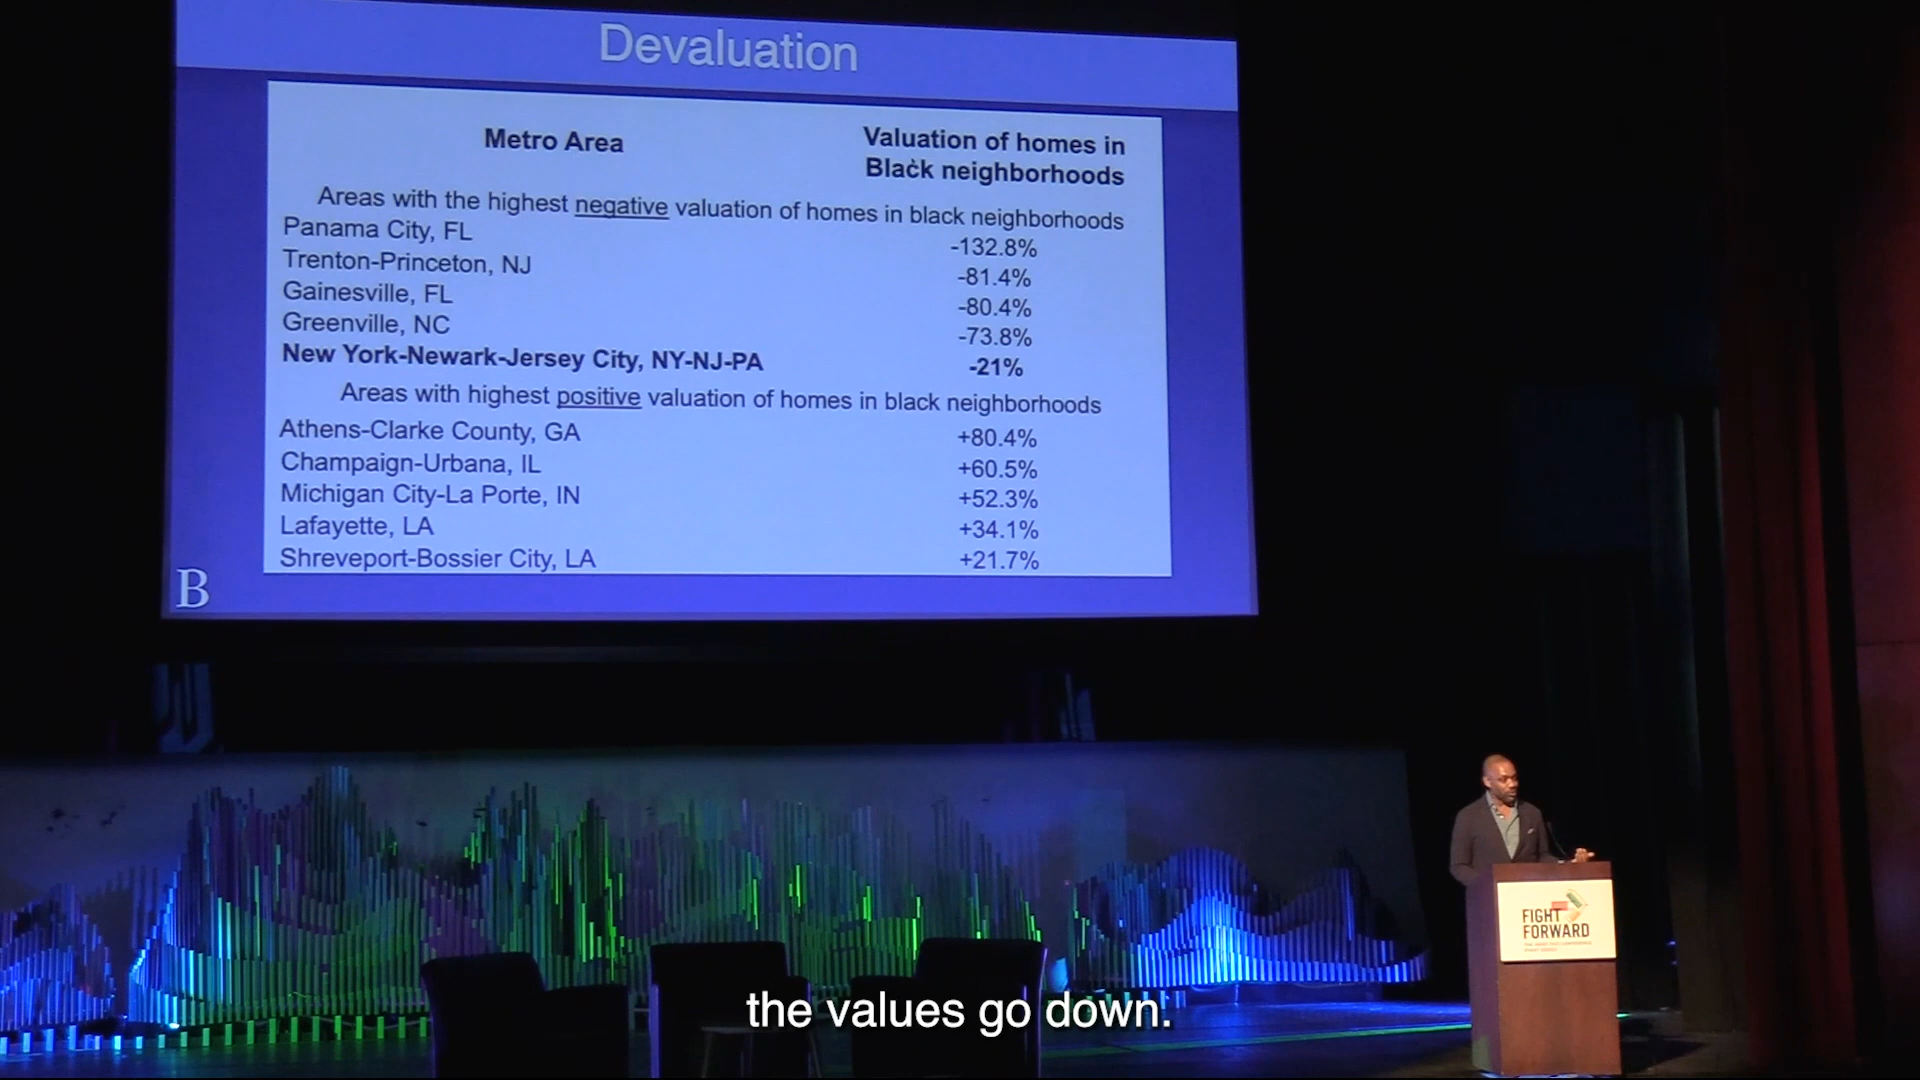 Devaluation
Metro Area
Valuation of homes in
Black neighborhoods
Areas with the highest negative valuation of homes in black neighborhoods
Panama City, FL -132.8%
Trenton-Princeton, NJ -81.4%
Gainesville, FL -80.4%
Greenville, NC -73.8%
New York-Newark-Jersey City, NY-NJ-PA -21%
Areas with highest positive valuation of homes in black neighborhoods
Athens-Clarke County, GA +80.4%
Champaign-Urbana, IL +60.5%
Michigan City-La Porte, IN +52.3%
Lafayette, LA +34.1%
Shreveport-Bossier City, LA +21.7%
B
FIGHT
FORWARD
the values go down.